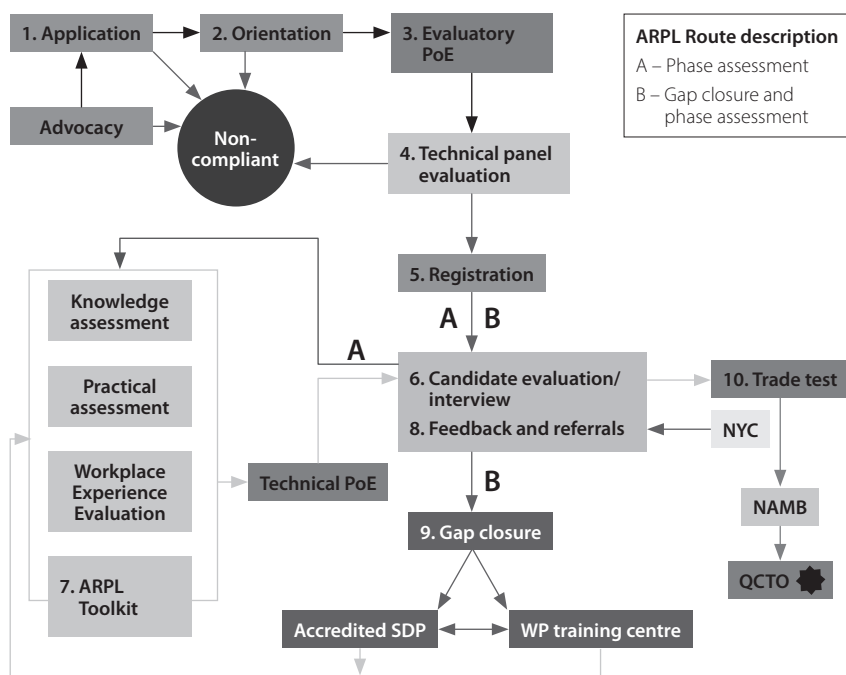 1. Application
2. Orientation
3. Evaluatory
PoE
ARPL Route description
A – Phase assessment
B – Gap closure and
phase assessment
Advocacy
Non-
compliant
4. Technical panel
evaluation
5. Registration
A
B
A
Knowledge
assessment
Practical
assessment
Workplace
Experience
Evaluation
7. ARPL
Toolkit
Technical PoE
6. Candidate evaluation/
interview
8. Feedback and referrals
10. Trade test
NYC
NAMB
QCTO
B
9. Gap closure
Accredited SDP
WP training centre